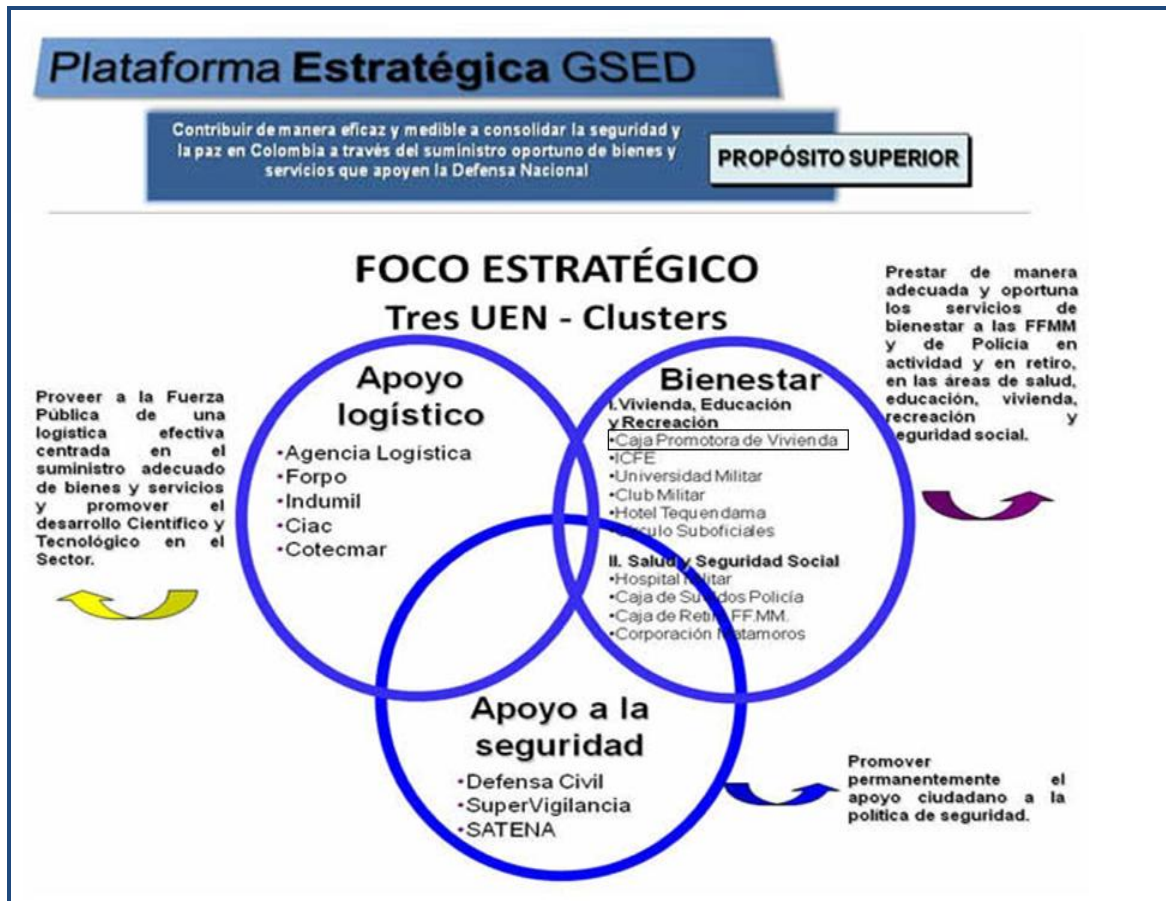 Plataforma Estratégica GSED
Contribuir de manera eficaz y medible a consolidar la seguridad y
la paz en Colombia a través del suministro oportuno de bienes y
servicios que apoyen la Defensa Nacional
PROPÓSITO SUPERIOR
FOCO ESTRATÉGICO
Tres UEN - Clusters
Proveer a la Fuerza
Pública de una
logística efectiva
centrada en el
suministro adecuado
de bienes y servicios
y promover el
desarrollo Científico y
Tecnológico en el
Sector.
Apoyo
logístico
•Agencia Logística
•Forpo
•Indumil
•Ciac
•Cotecmar
Bienestar
I.Vivienda, Educación
y Recreación
•Caja Promotora de Vivienda
•ICFE
•Universidad Militar
•Club Militar
•Hotel Tequendama
•Círculo Suboficiales
II. Salud y Seguridad Social
•Hospital Militar
•Caja de Sueldos Policía
•Caja de Retiro FF.MM.
•Corporación Matamoros
Prestar de manera
adecuada y oportuna
los servicios de
bienestar a las FFMM
y de Policía en
actividad y en retiro,
en las áreas de salud,
educación, vivienda,
recreación y
seguridad social.
Apoyo a la
seguridad
•Defensa Civil
•SuperVigilancia
•SATENA
Promover
permanentemente el
apoyo ciudadano a la
política de seguridad.